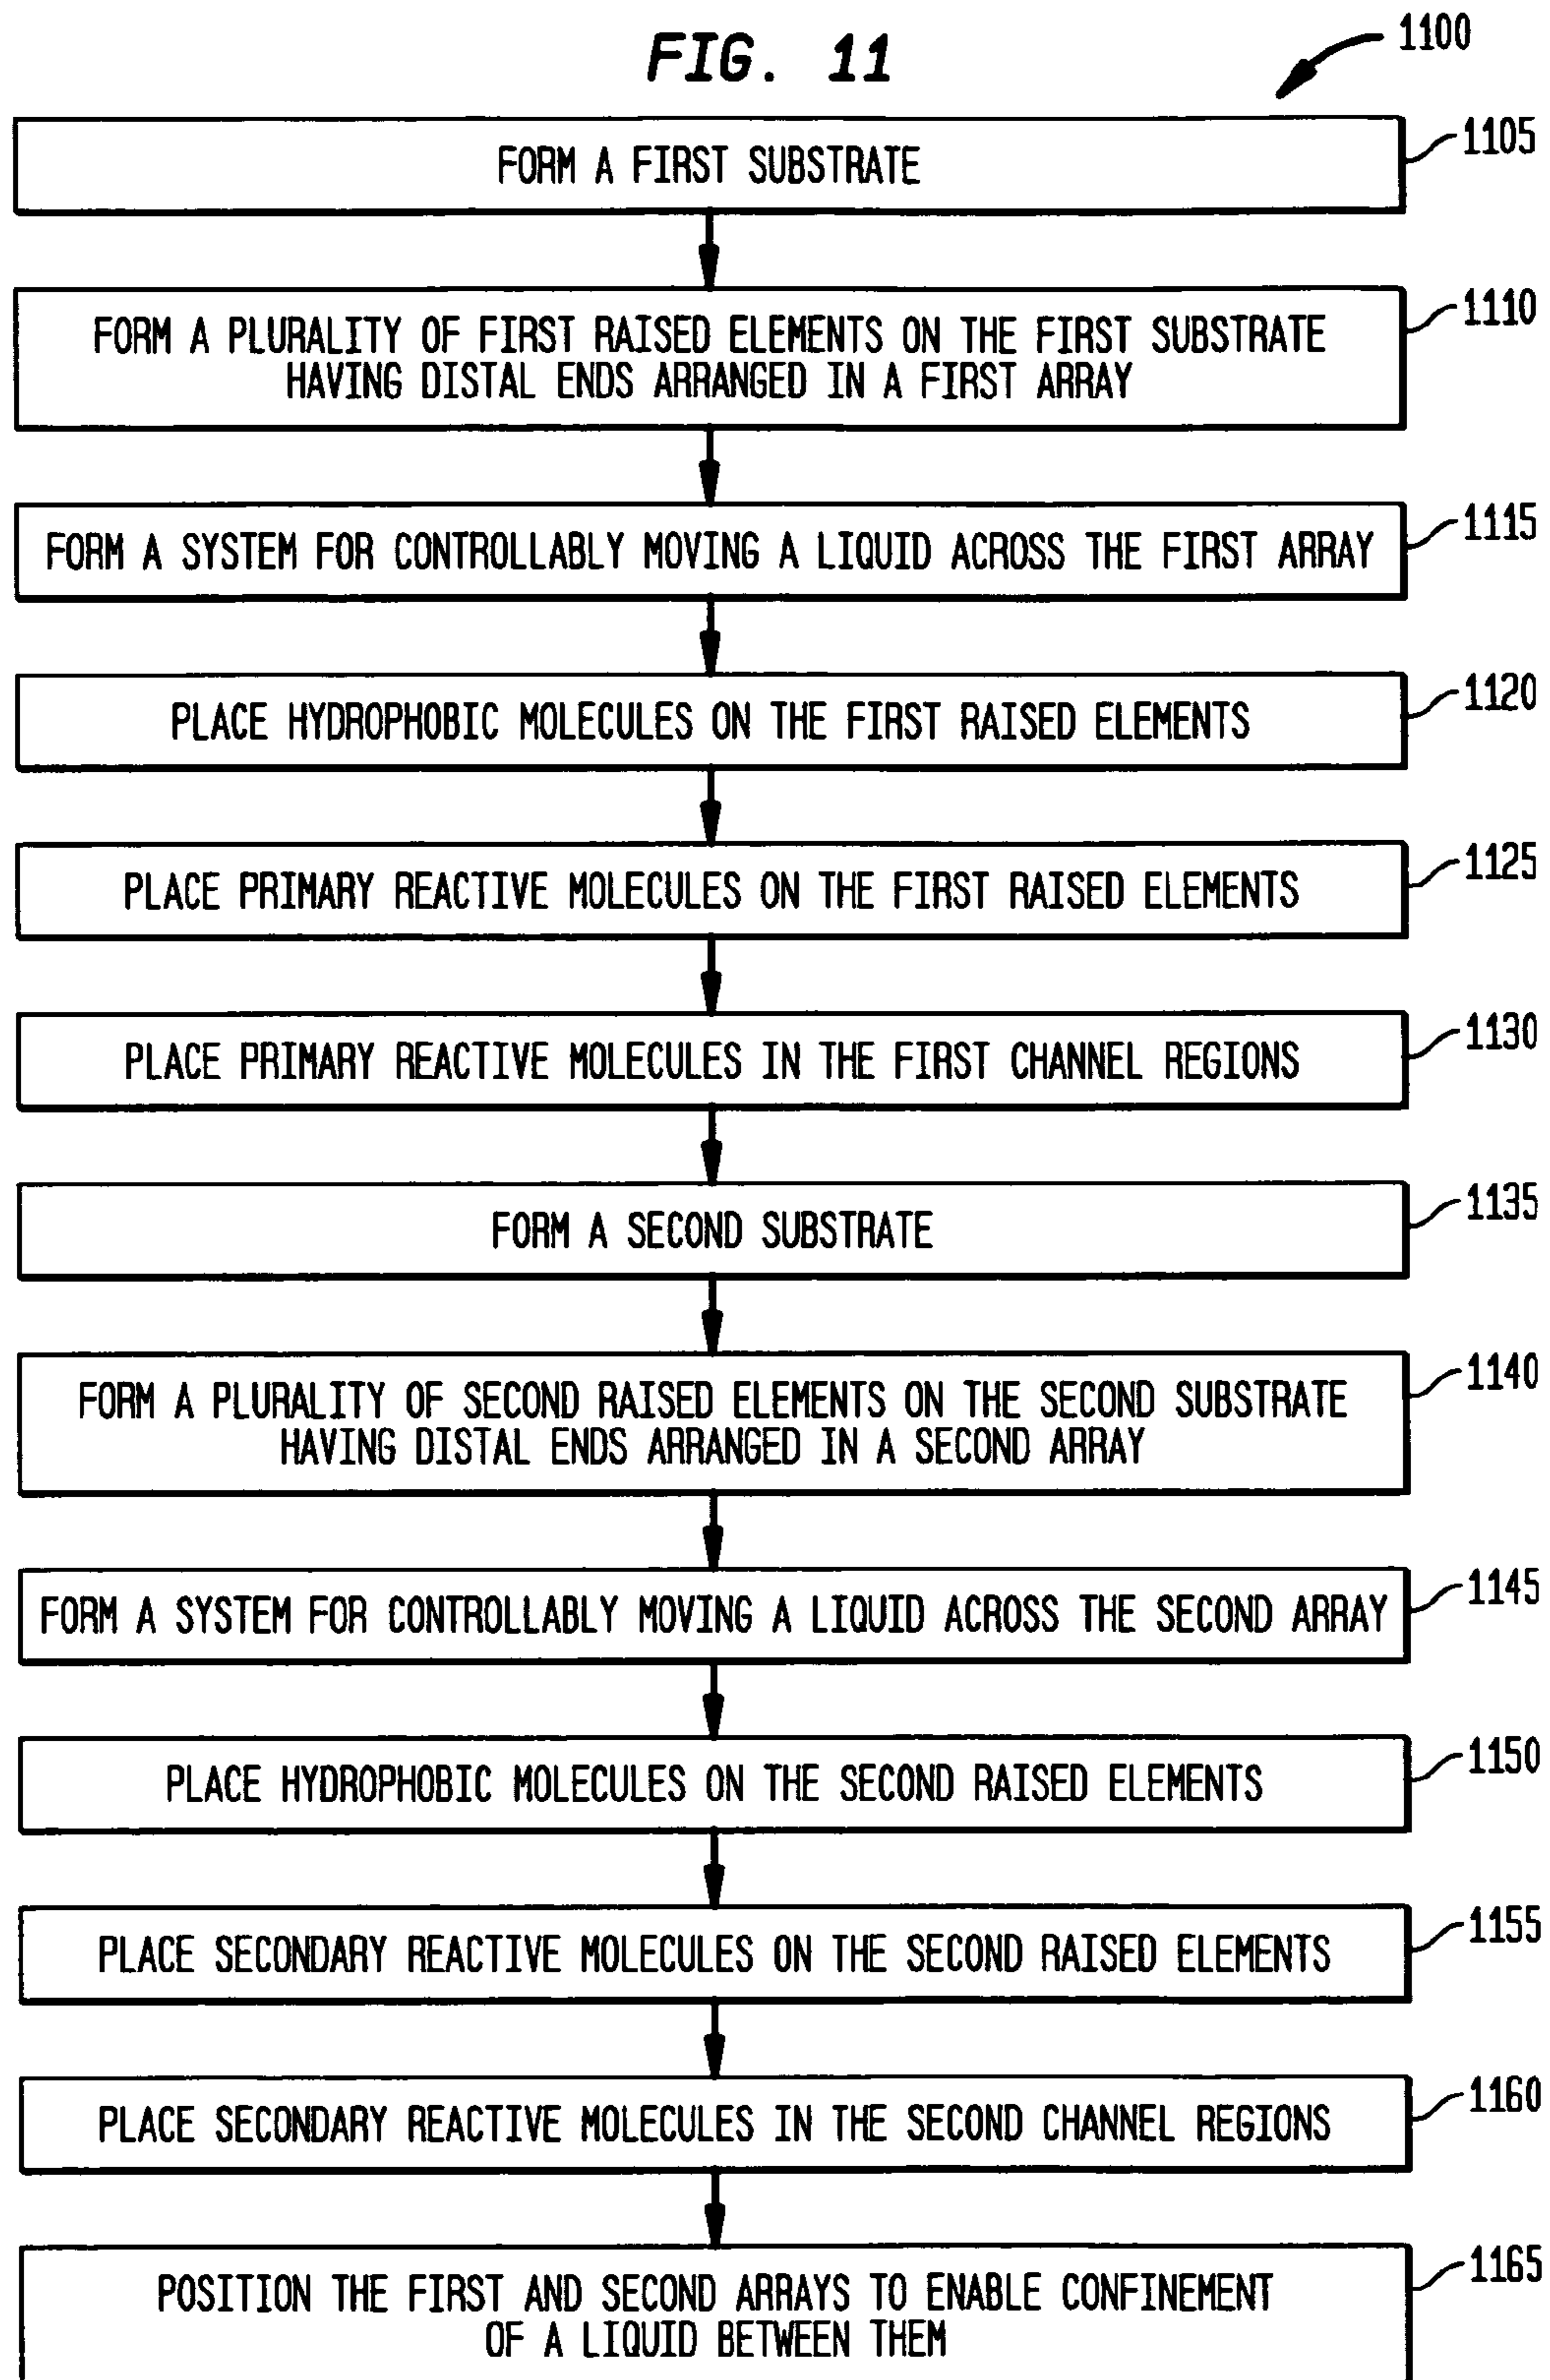 FIG. 11
1100
FORM A FIRST SUBSTRATE
1105
FORM A PLURALITY OF FIRST RAISED ELEMENTS ON THE FIRST SUBSTRATE
HAVING DISTAL ENDS ARRANGED IN A FIRST ARRAY
1110
FORM A SYSTEM FOR CONTROLLABLY MOVING A LIQUID ACROSS THE FIRST ARRAY
1115
PLACE HYDROPHOBIC MOLECULES ON THE FIRST RAISED ELEMENTS
1120
PLACE PRIMARY REACTIVE MOLECULES ON THE FIRST RAISED ELEMENTS
1125
PLACE PRIMARY REACTIVE MOLECULES IN THE FIRST CHANNEL REGIONS
1130
FORM A SECOND SUBSTRATE
1135
FORM A PLURALITY OF SECOND RAISED ELEMENTS ON THE SECOND SUBSTRATE
HAVING DISTAL ENDS ARRANGED IN A SECOND ARRAY
1140
FORM A SYSTEM FOR CONTROLLABLY MOVING A LIQUID ACROSS THE SECOND ARRAY
1145
PLACE HYDROPHOBIC MOLECULES ON THE SECOND RAISED ELEMENTS
1150
PLACE SECONDARY REACTIVE MOLECULES ON THE SECOND RAISED ELEMENTS
1155
PLACE SECONDARY REACTIVE MOLECULES IN THE SECOND CHANNEL REGIONS
1160
POSITION THE FIRST AND SECOND ARRAYS TO ENABLE CONFINEMENT
OF A LIQUID BETWEEN THEM
1165